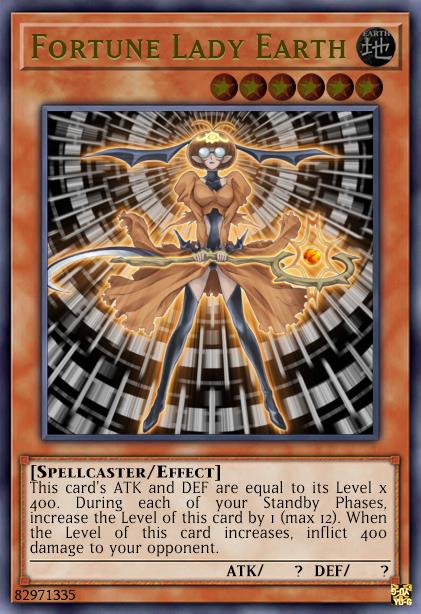 Fortune Lady Earth
EARTH
地
[Spellcaster/Effect]
This card's ATK and DEF are equal to its Level x
400. During each of your Standby Phases,
increase the Level of this card by 1 (max 12). When
the Level of this card increases, inflict 400
damage to your opponent.
ATK/ ? DEF/ ?
82971335